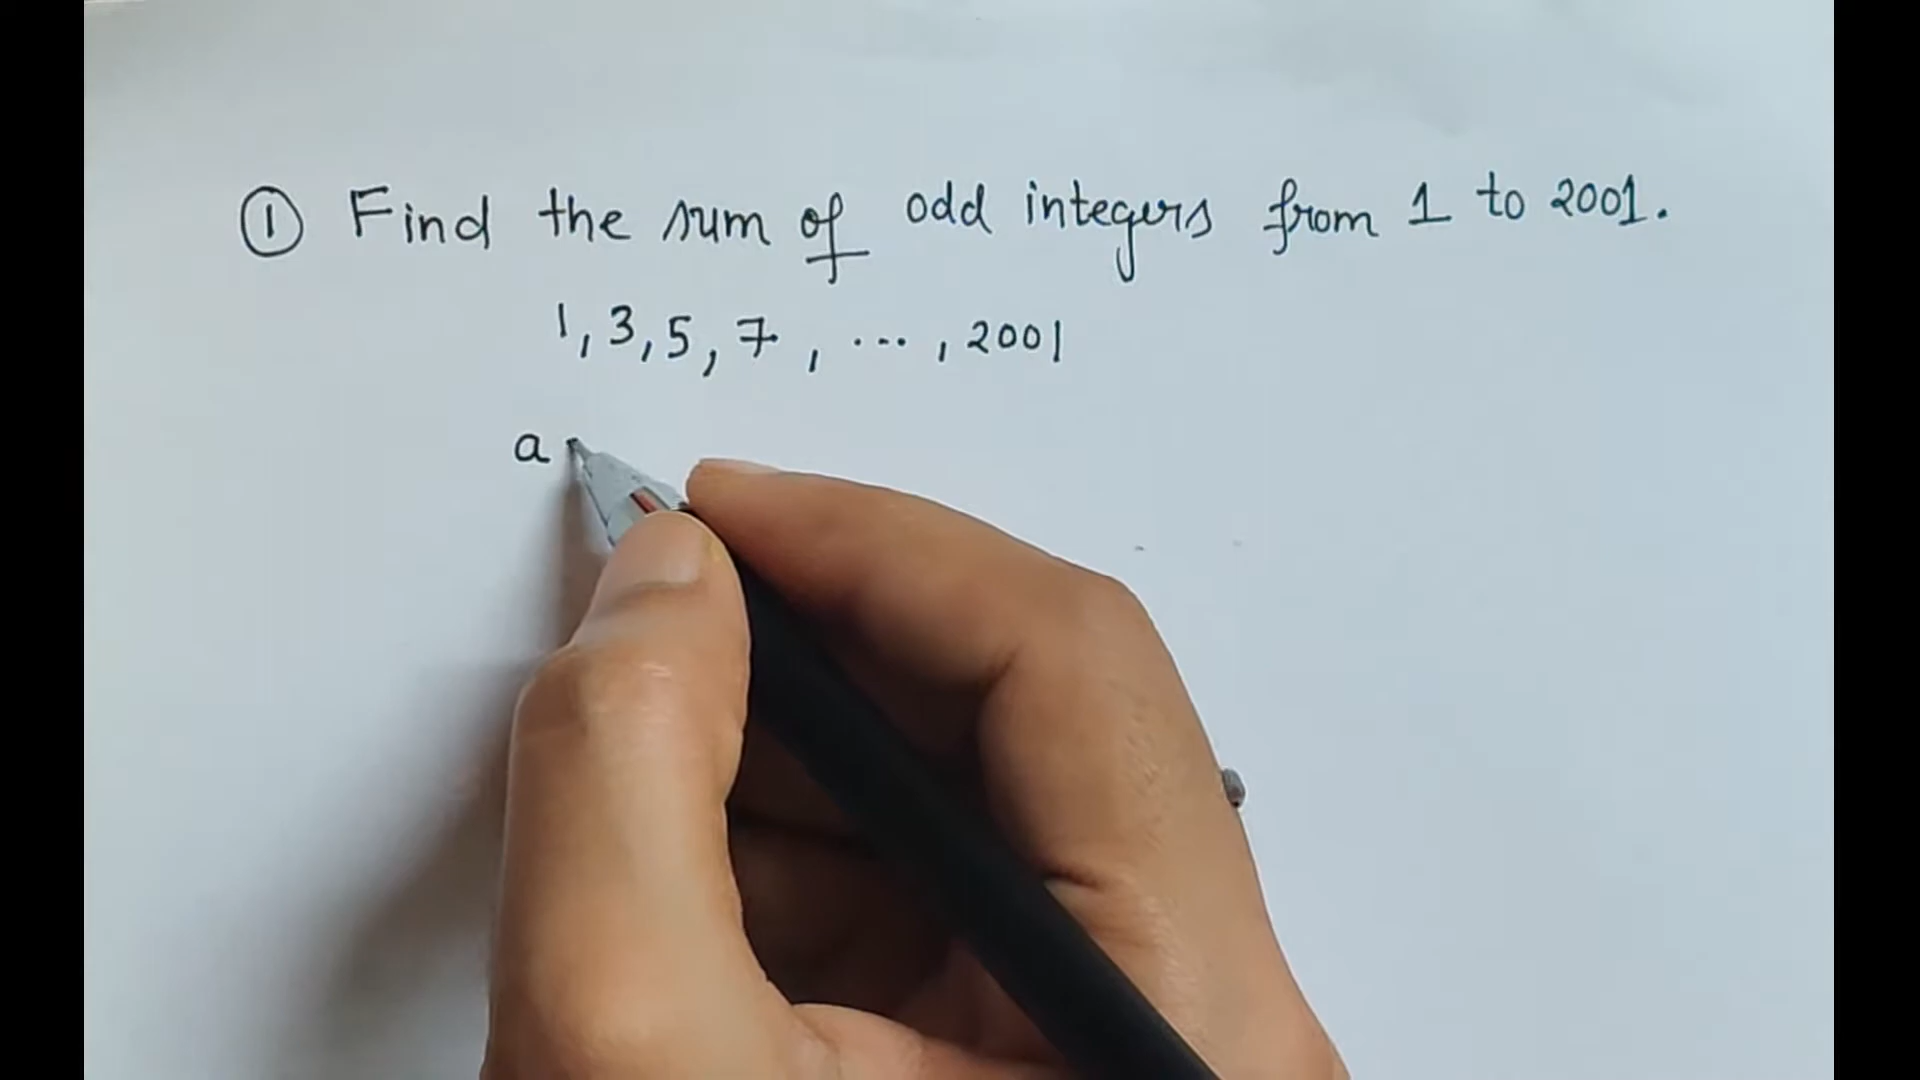 ① Find the sum of odd integers from 1 to 2001.
1, 3, 5, 7, ..., 2001
a